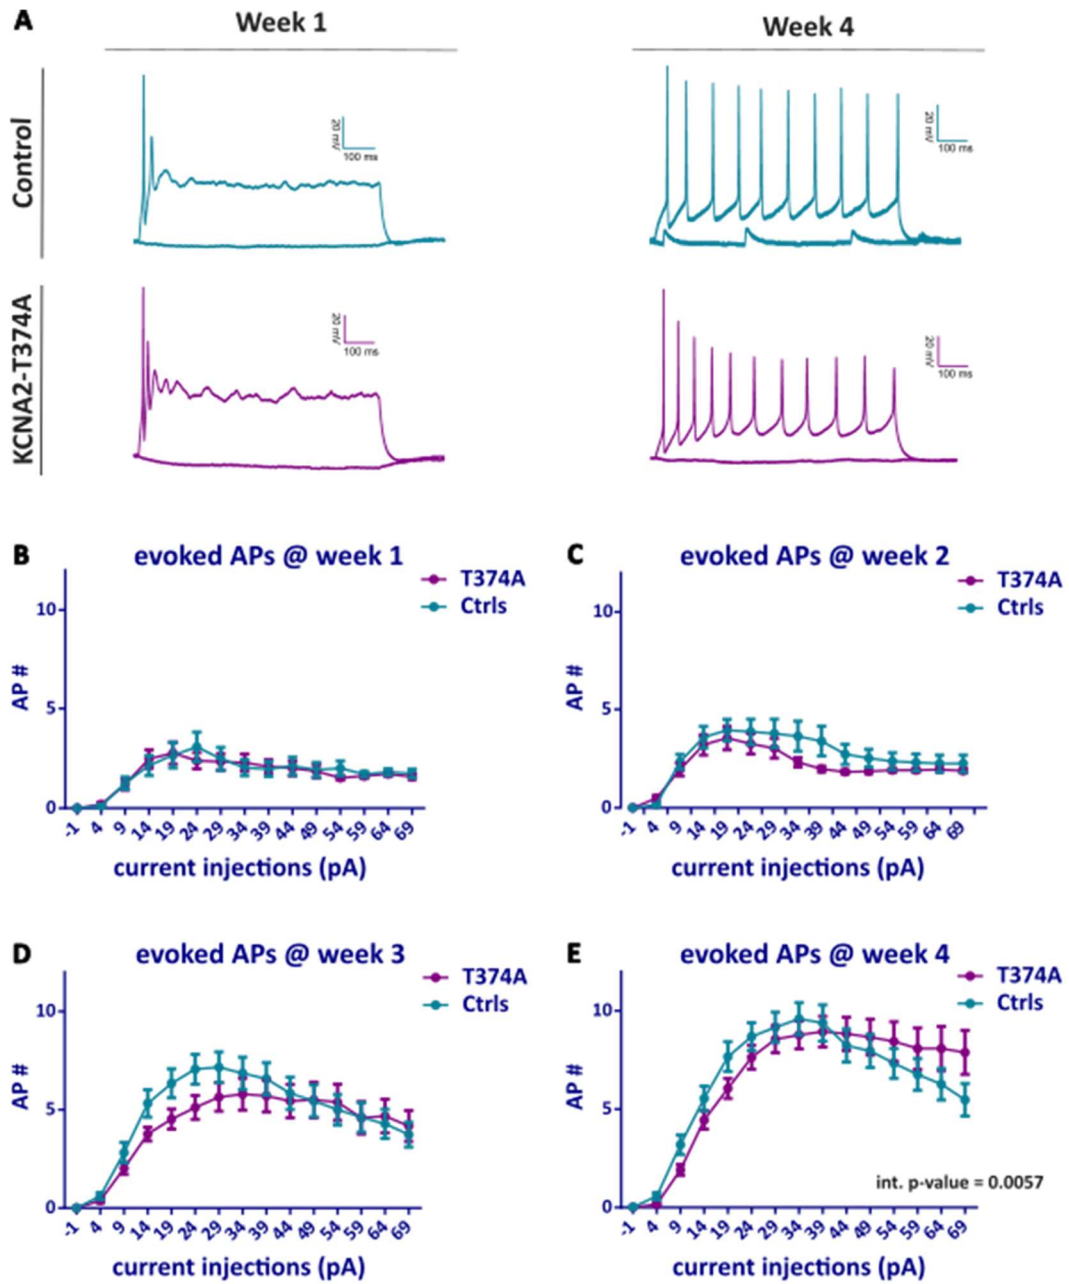 A
Week 1
Week 4
Control
20 mV
100 ms
20 mV
100 ms
KCNA2-T374A
20 mV
100 ms
20 mV
100 ms
B
evoked APs @ week 1
T374A
Ctrls
AP #
10
5
0
-1 4 9 14 19 24 29 34 39 44 49 54 59 64 69
current injections (pA)
C
evoked APs @ week 2
T374A
Ctrls
AP #
10
5
0
-1 4 9 14 19 24 29 34 39 44 49 54 59 64 69
current injections (pA)
D
evoked APs @ week 3
T374A
Ctrls
AP #
10
5
0
-1 4 9 14 19 24 29 34 39 44 49 54 59 64 69
current injections (pA)
E
evoked APs @ week 4
T374A
Ctrls
AP #
10
5
0
int. p-value = 0.0057
-1 4 9 14 19 24 29 34 39 44 49 54 59 64 69
current injections (pA)